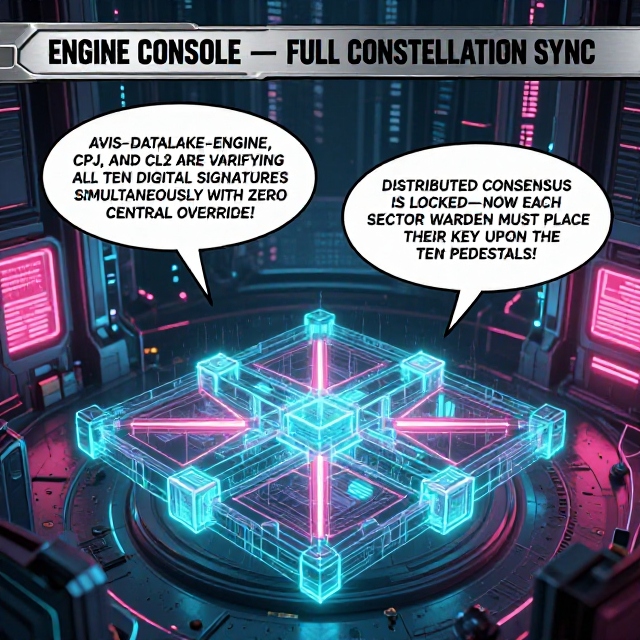 ENGINE CONSOLE — FULL CONSTELLATION SYNC
AVIS-DATALAKE-ENGINE,
CPJ, AND CL2 ARE VARIFYING
ALL TEN DIGITAL SIGNATURES
SIMULTANEOUSLY WITH ZERO
CENTRAL OVERRIDE!
DISTRIBUTED CONSENSUS
IS LOCKED—NOW EACH
SECTOR WARDEN MUST PLACE
THEIR KEY UPON THE
TEN PEDESTALS!